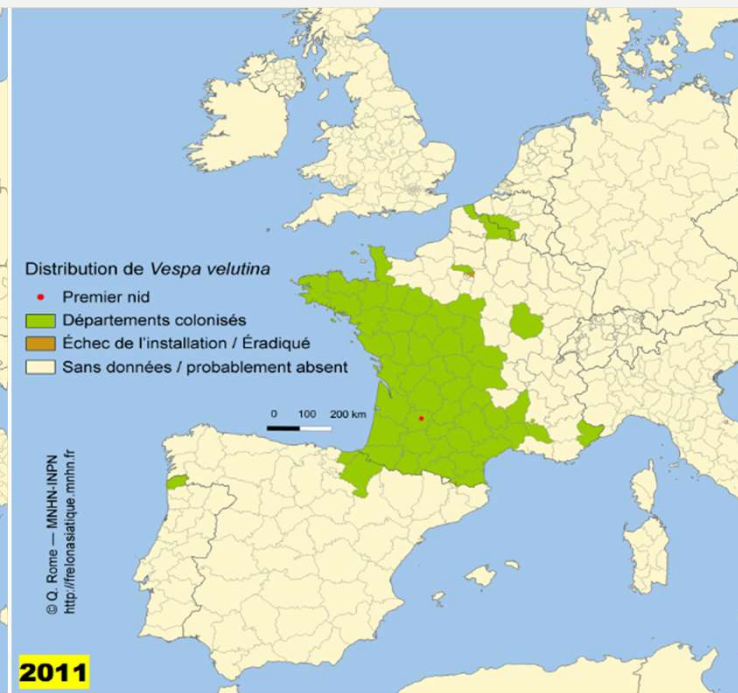 Distribution de Vespa velutina
Premier nid
Départements colonisés
Échec de l'installation / Éradiqué
Sans données / probablement absent
0 100 200 km
© Q. Rome — MNHN-INPN
http://frelonasiatique.mnhn.fr
2011